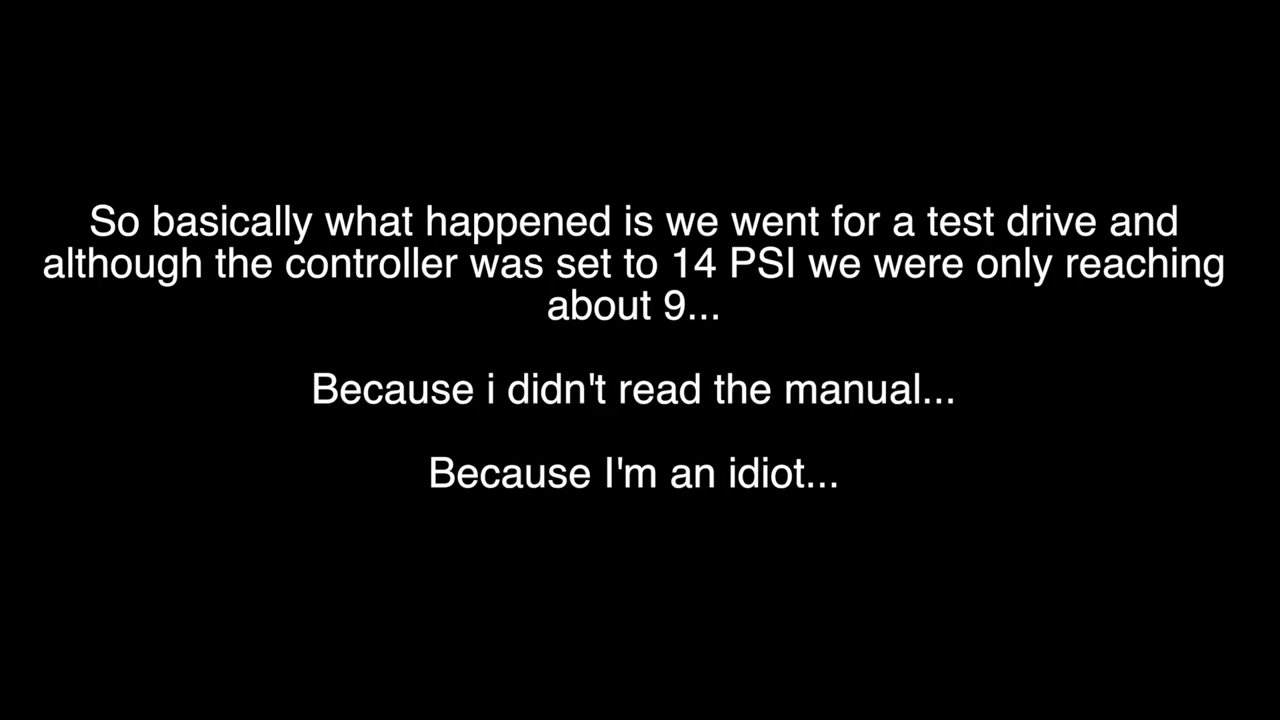 So basically what happened is we went for a test drive and
although the controller was set to 14 PSI we were only reaching
about 9...
Because i didn't read the manual...
Because I'm an idiot...